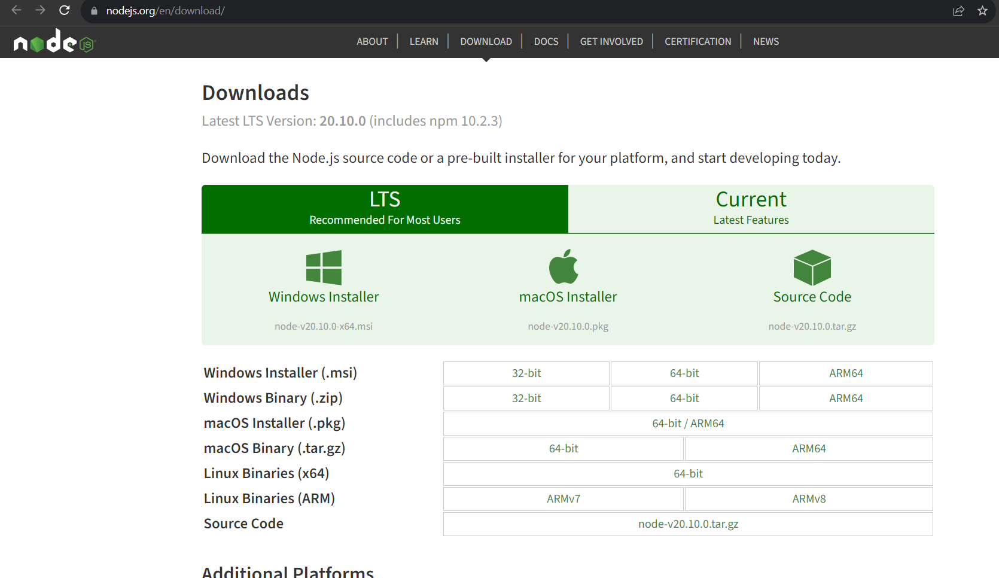 nodejs.org/en/download/
node JS
ABOUT LEARN DOWNLOAD DOCS GET INVOLVED CERTIFICATION NEWS
Downloads
Latest LTS Version: 20.10.0 (includes npm 10.2.3)
Download the Node.js source code or a pre-built installer for your platform, and start developing today.
LTS
Recommended For Most Users
Current
Latest Features
Windows Installer
node-v20.10.0-x64.msi
macOS Installer
node-v20.10.0.pkg
Source Code
node-v20.10.0.tar.gz
Windows Installer (.msi) 32-bit 64-bit ARM64
Windows Binary (.zip) 32-bit 64-bit ARM64
macOS Installer (.pkg) 64-bit / ARM64
macOS Binary (.tar.gz) 64-bit ARM64
Linux Binaries (x64) 64-bit
Linux Binaries (ARM) ARMv7 ARMv8
Source Code node-v20.10.0.tar.gz
Additional Platforms